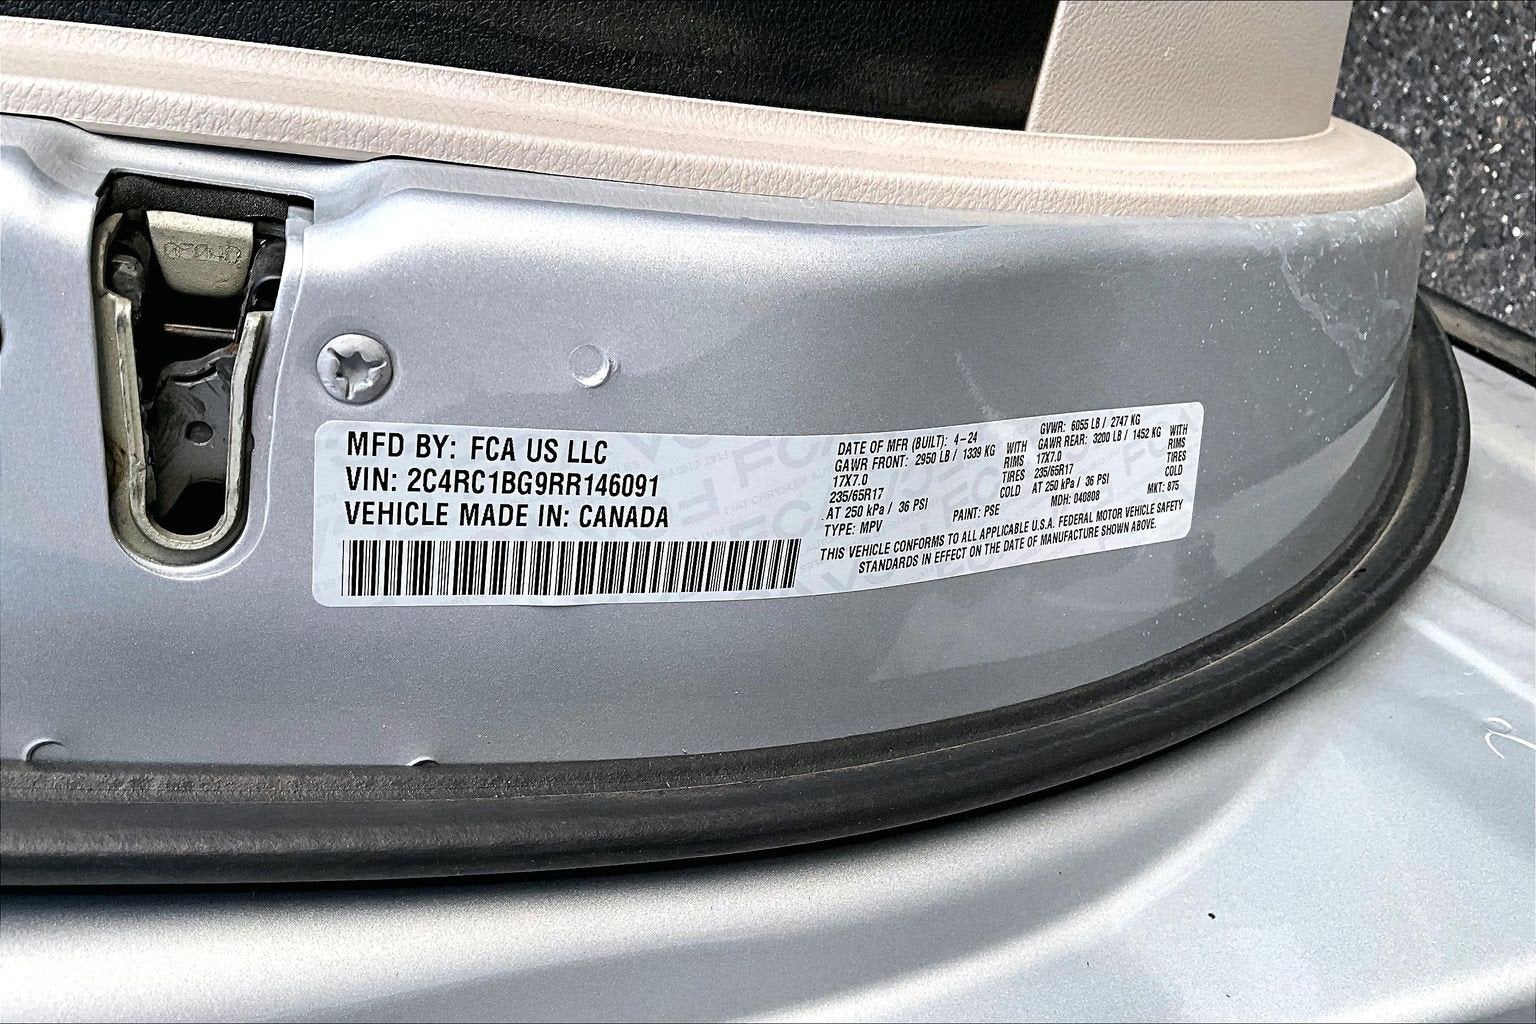 MFD BY: FCA US LLC
VIN: 2C4RC1BG9RR146091
VEHICLE MADE IN: CANADA
DATE OF MFR (BUILT): 4-24 GVWR: 6055 LB / 2747 KG
GAWR FRONT: 2950 LB / 1339 KG WITH GAWR REAR: 3200 LB / 1452 KG WITH
17X7.0 RIMS 17X7.0 RIMS
235/65R17 TIRES 235/65R17 TIRES
AT 250 kPa / 36 PSI COLD AT 250 kPa / 36 PSI COLD
TYPE: MPV PAINT: PSE MDH: 040808 MKT: 875
THIS VEHICLE CONFORMS TO ALL APPLICABLE U.S.A. FEDERAL MOTOR VEHICLE SAFETY
STANDARDS IN EFFECT ON THE DATE OF MANUFACTURE SHOWN ABOVE.